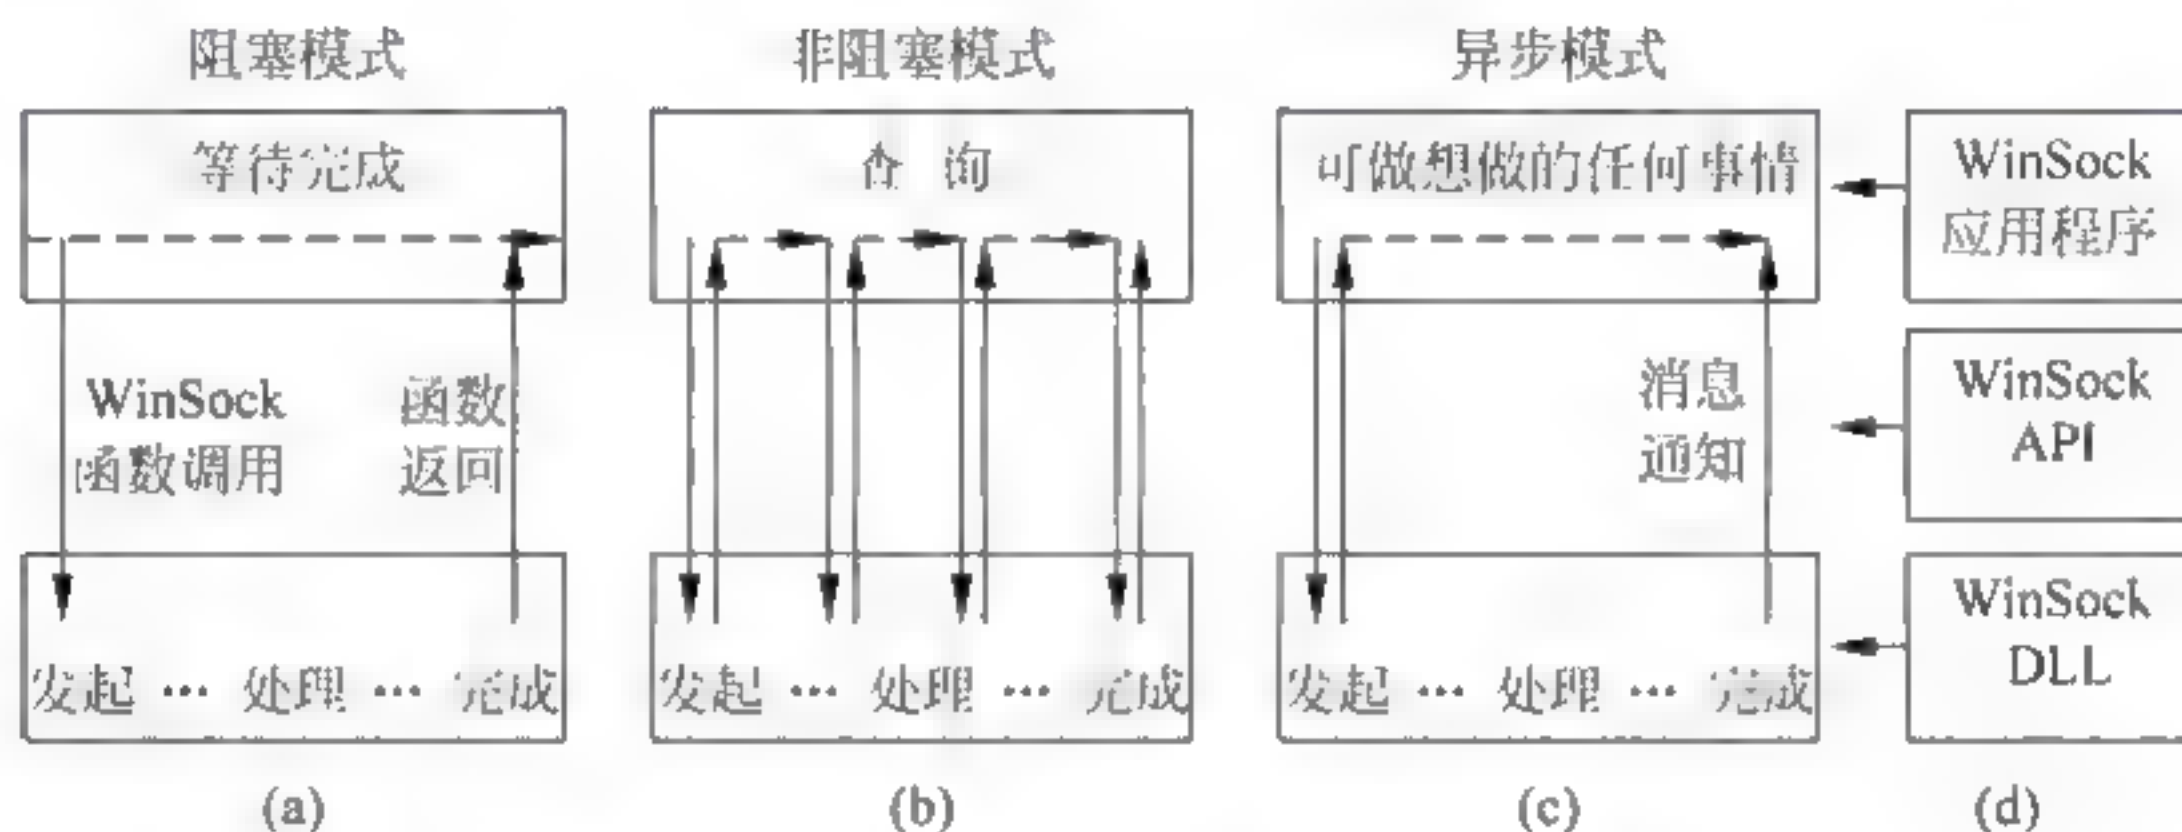 阻塞模式
非阻塞模式
异步模式
等待完成
查 询
可做想做的任何事情
WinSock
应用程序
WinSock
函数调用
函数
返回
消息
通知
WinSock
API
发起 … 处理 … 完成
发起 … 处理 … 完成
发起 … 处理 … 完成
WinSock
DLL
(a)
(b)
(c)
(d)